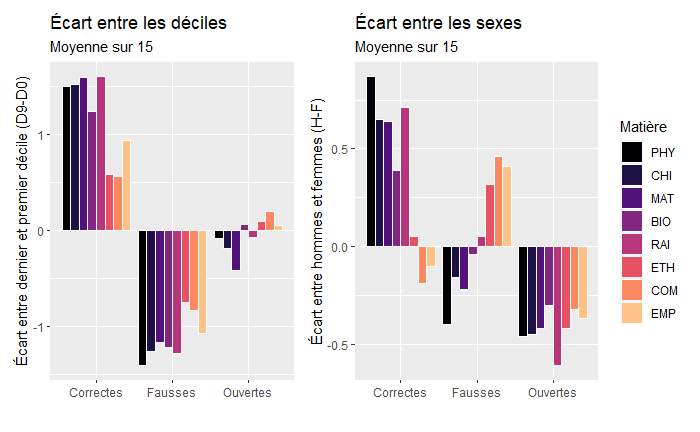 Écart entre les déciles
Moyenne sur 15
Écart entre dernier et premier décile (D9-D0)
1
0
-1
Correctes
Fausses
Ouvertes
Écart entre les sexes
Moyenne sur 15
Écart entre hommes et femmes (H-F)
0.5
0.0
-0.5
Correctes
Fausses
Ouvertes
Matière
PHY
CHI
MAT
BIO
RAI
ETH
COM
EMP